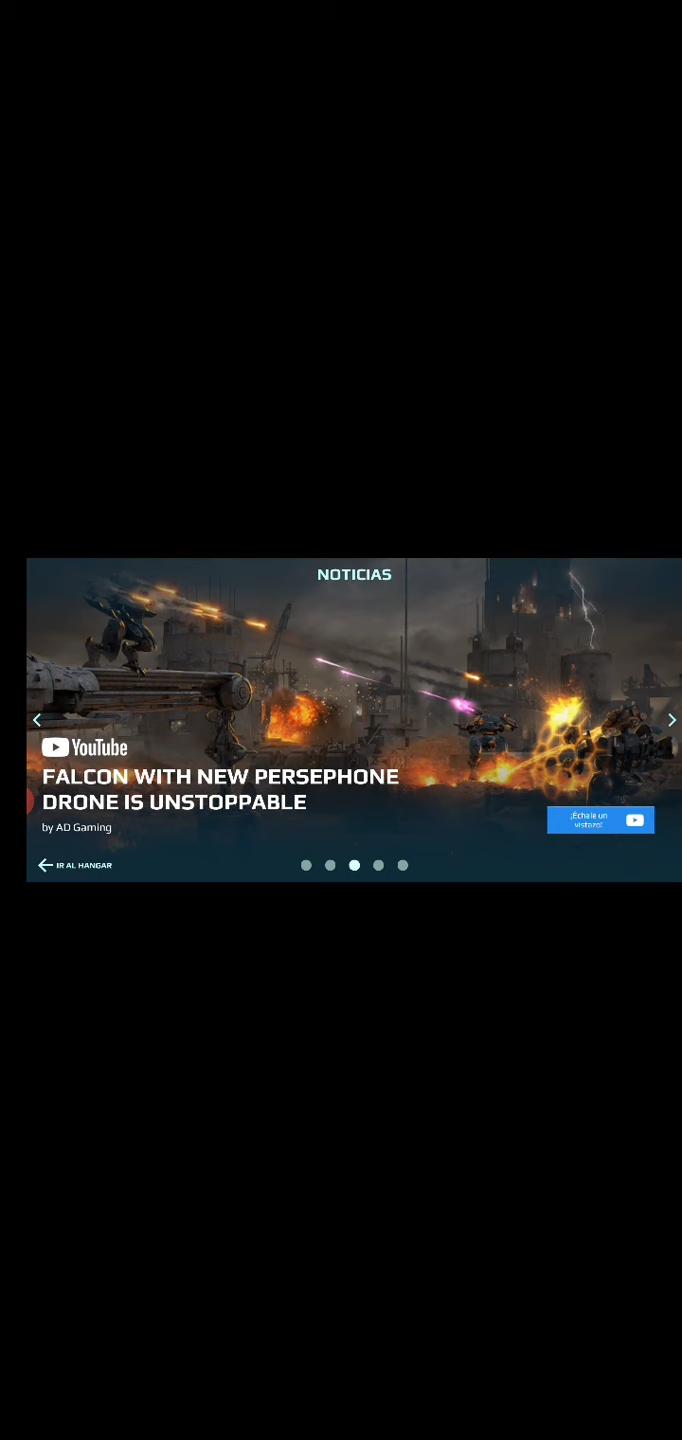 NOTICIAS
YouTube
FALCON WITH NEW PERSEPHONE
DRONE IS UNSTOPPABLE
by AD Gaming
¡Échale un
vistazo!
IR AL HANGAR